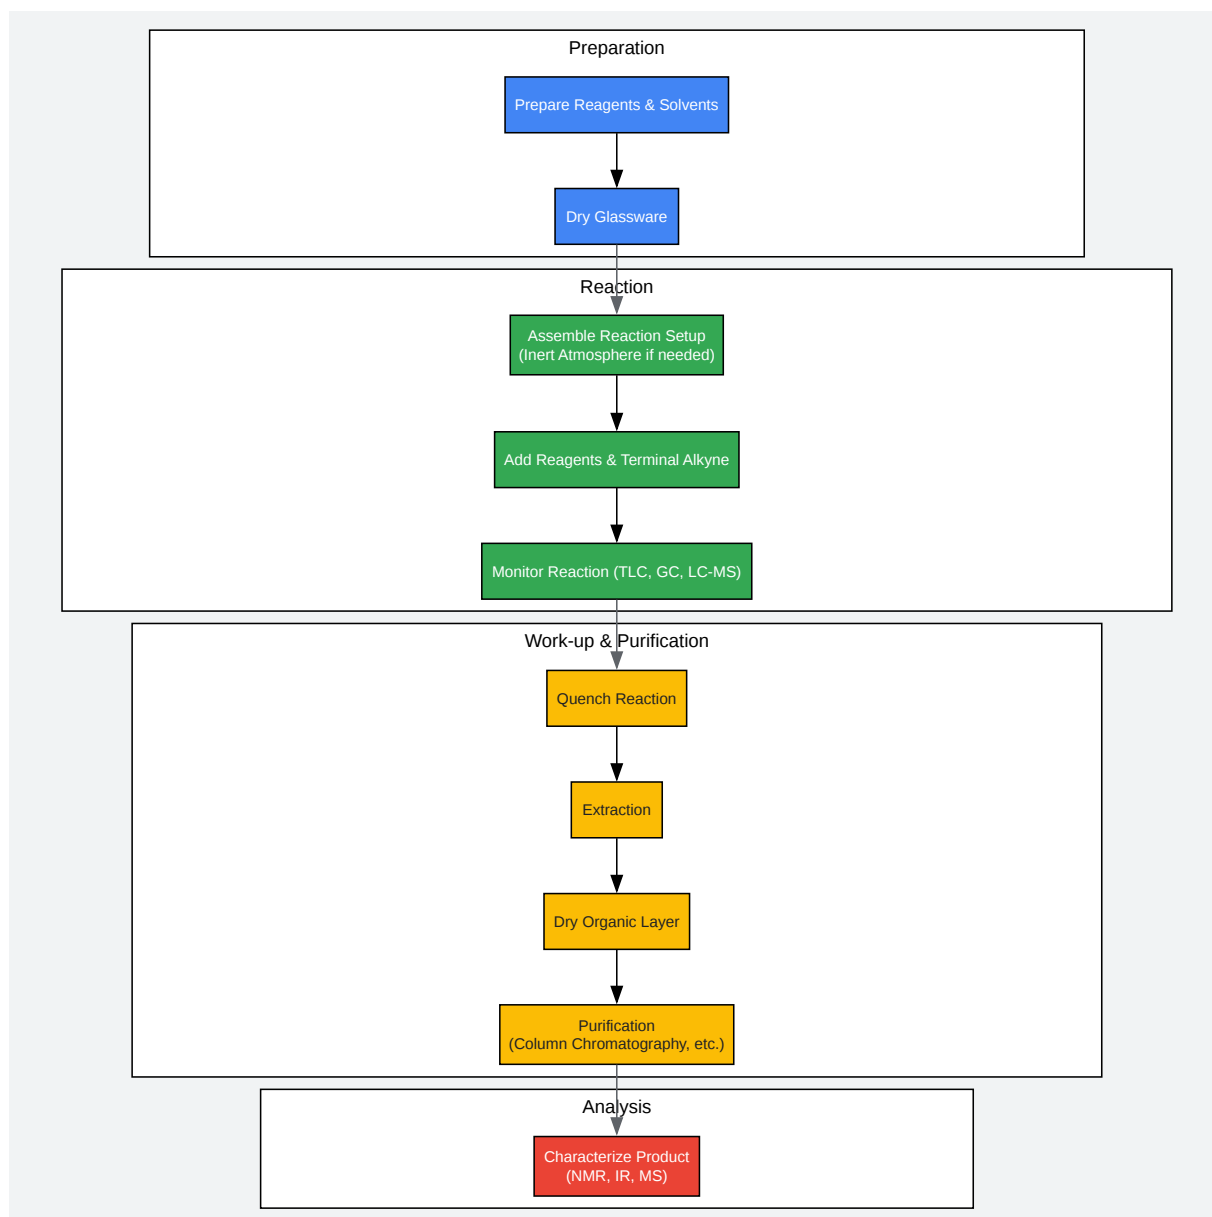 Preparation
Prepare Reagents & Solvents
Dry Glassware
Reaction
Assemble Reaction Setup
(Inert Atmosphere if needed)
Add Reagents & Terminal Alkyne
Monitor Reaction (TLC, GC, LC-MS)
Work-up & Purification
Quench Reaction
Extraction
Dry Organic Layer
Purification
(Column Chromatography, etc.)
Analysis
Characterize Product
(NMR, IR, MS)